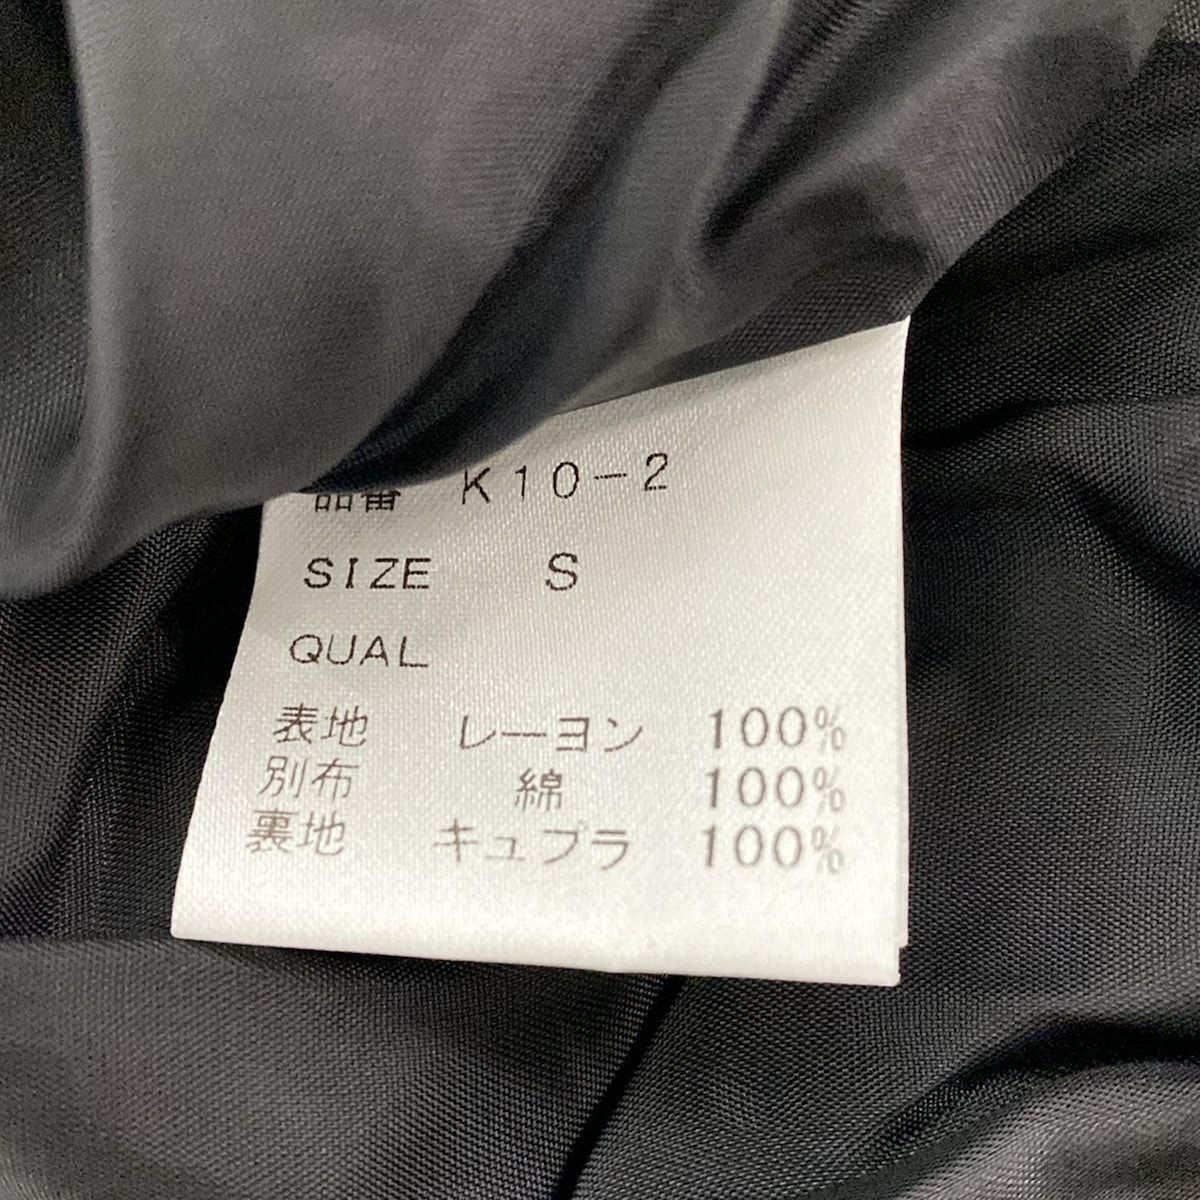 品番 K10-2
SIZE S
QUAL
表地 レーヨン 100%
別布 綿 100%
裏地 キュプラ 100%